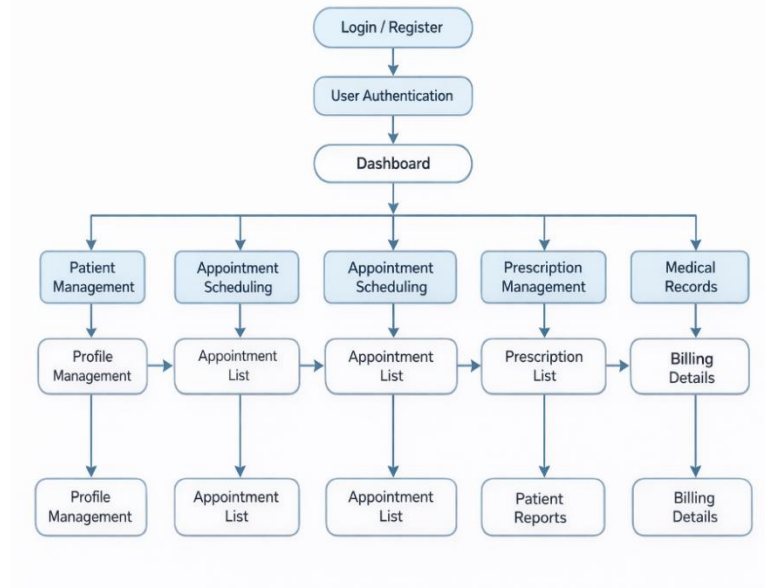 Login / Register
User Authentication
Dashboard
Patient
Management
Appointment
Scheduling
Appointment
Scheduling
Prescription
Management
Medical
Records
Profile
Management
Appointment
List
Appointment
List
Prescription
List
Billing
Details
Profile
Management
Appointment
List
Appointment
List
Patient
Reports
Billing
Details